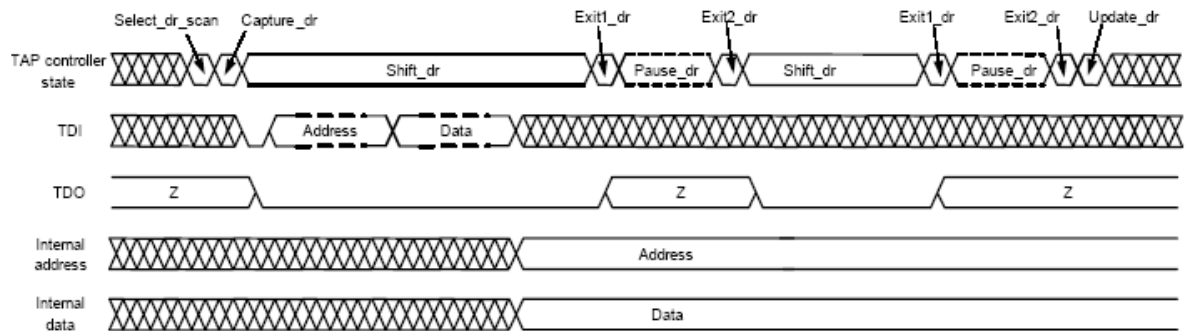 Select_dr_scan Capture_dr Exit1_dr Exit2_dr Exit1_dr Exit2_dr Update_dr
TAP controller
state
Shift_dr Pause_dr Shift_dr Pause_dr
TDI Address Data
TDO Z Z Z
Internal
address
Address
Internal
data
Data